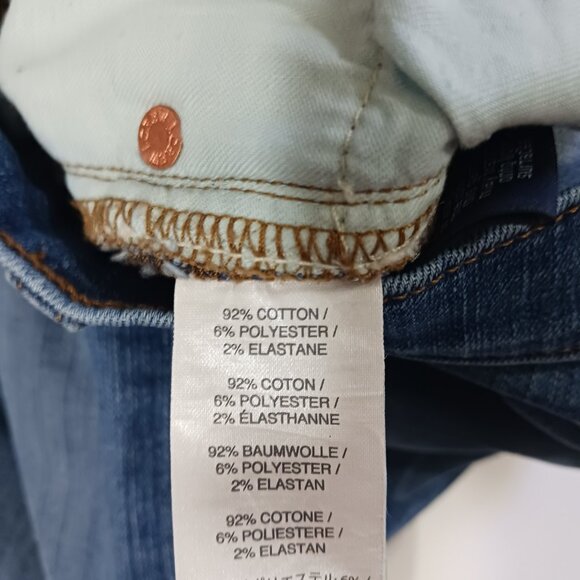 92% COTTON /
6% POLYESTER /
2% ELASTANE
92% COTON /
6% POLYESTER /
2% ÉLASTHANNE
92% BAUMWOLLE /
6% POLYESTER /
2% ELASTAN
92% COTONE /
6% POLIESTERE /
2% ELASTAN